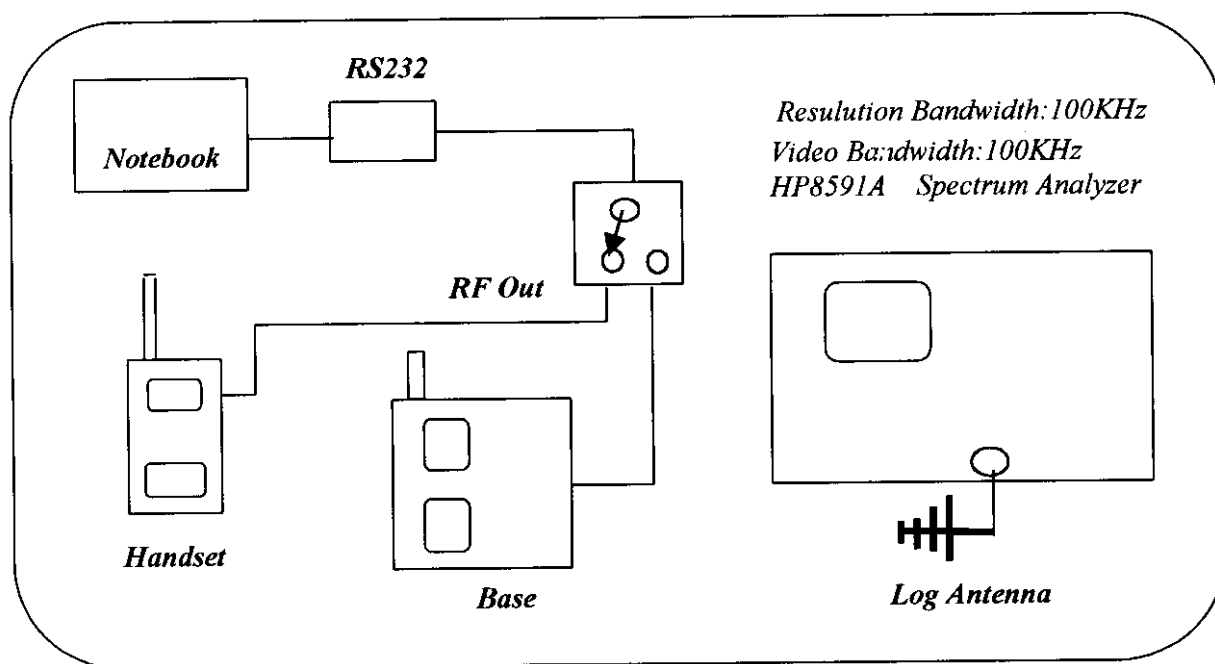 RS232
Notebook
Resulution Bandwidth:100KHz
Video Bandwidth:100KHz
HP8591A Spectrum Analyzer
RF Out
Handset
Base
Log Antenna